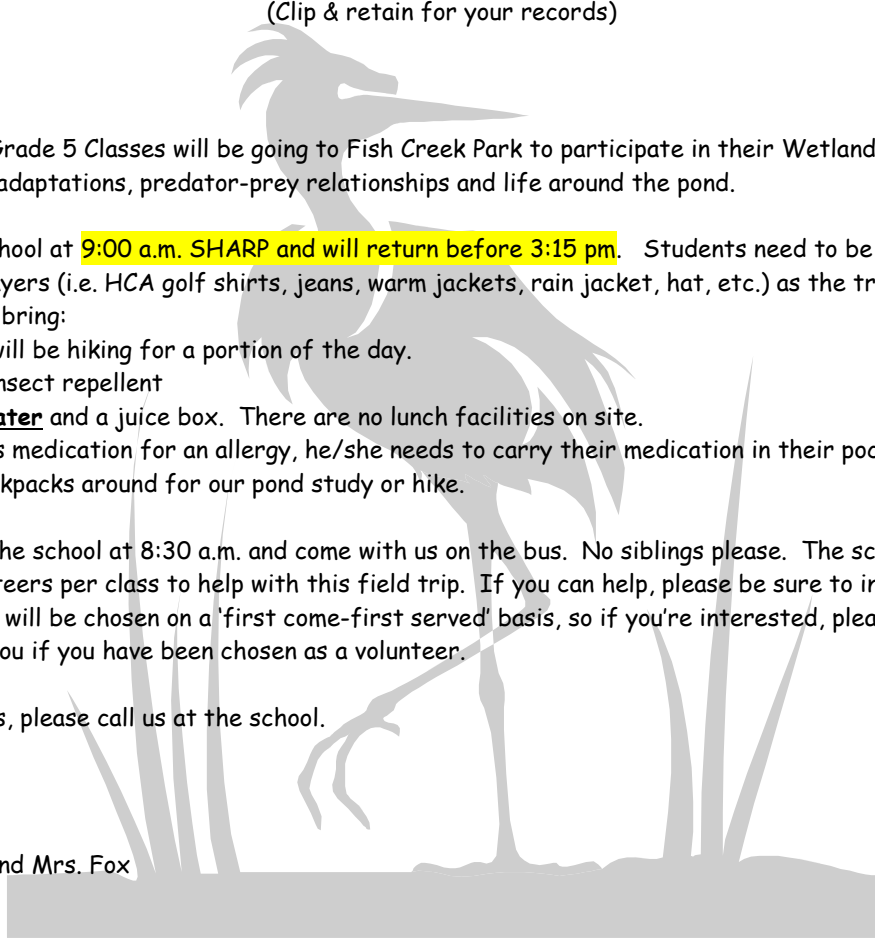 (Clip & retain for your records)
Grade 5 Classes will be going to Fish Creek Park to participate in their Wetland
adaptations, predator-prey relationships and life around the pond.
hool at 9:00 a.m. SHARP and will return before 3:15 pm.   Students need to be
yers (i.e. HCA golf shirts, jeans, warm jackets, rain jacket, hat, etc.) as the tr
bring:
will be hiking for a portion of the day.
nsect repellent
ater and a juice box.  There are no lunch facilities on site.
s medication for an allergy, he/she needs to carry their medication in their poc
kpacks around for our pond study or hike.
he school at 8:30 a.m. and come with us on the bus.  No siblings please.  The sc
teers per class to help with this field trip.  If you can help, please be sure to in
will be chosen on a ‘first come-first served’ basis, so if you’re interested, plea
ou if you have been chosen as a volunteer.
s, please call us at the school.
nd Mrs. Fox